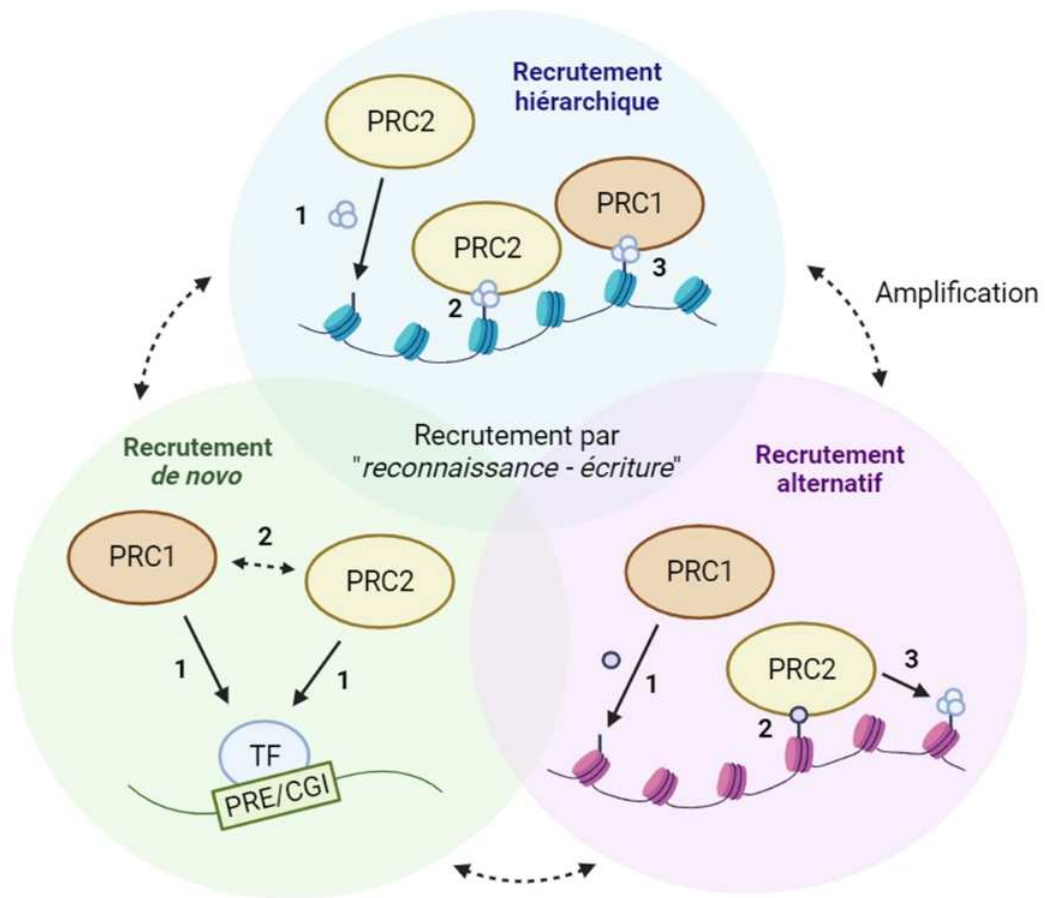 Recrutement
hiérarchique
PRC2
PRC1
1
PRC2
3
2
Amplification
Recrutement par
"reconnaissance - écriture"
Recrutement
de novo
PRC1
2
PRC2
1
1
TF
PRE/CGI
Recrutement
alternatif
PRC1
1
PRC2
3
2